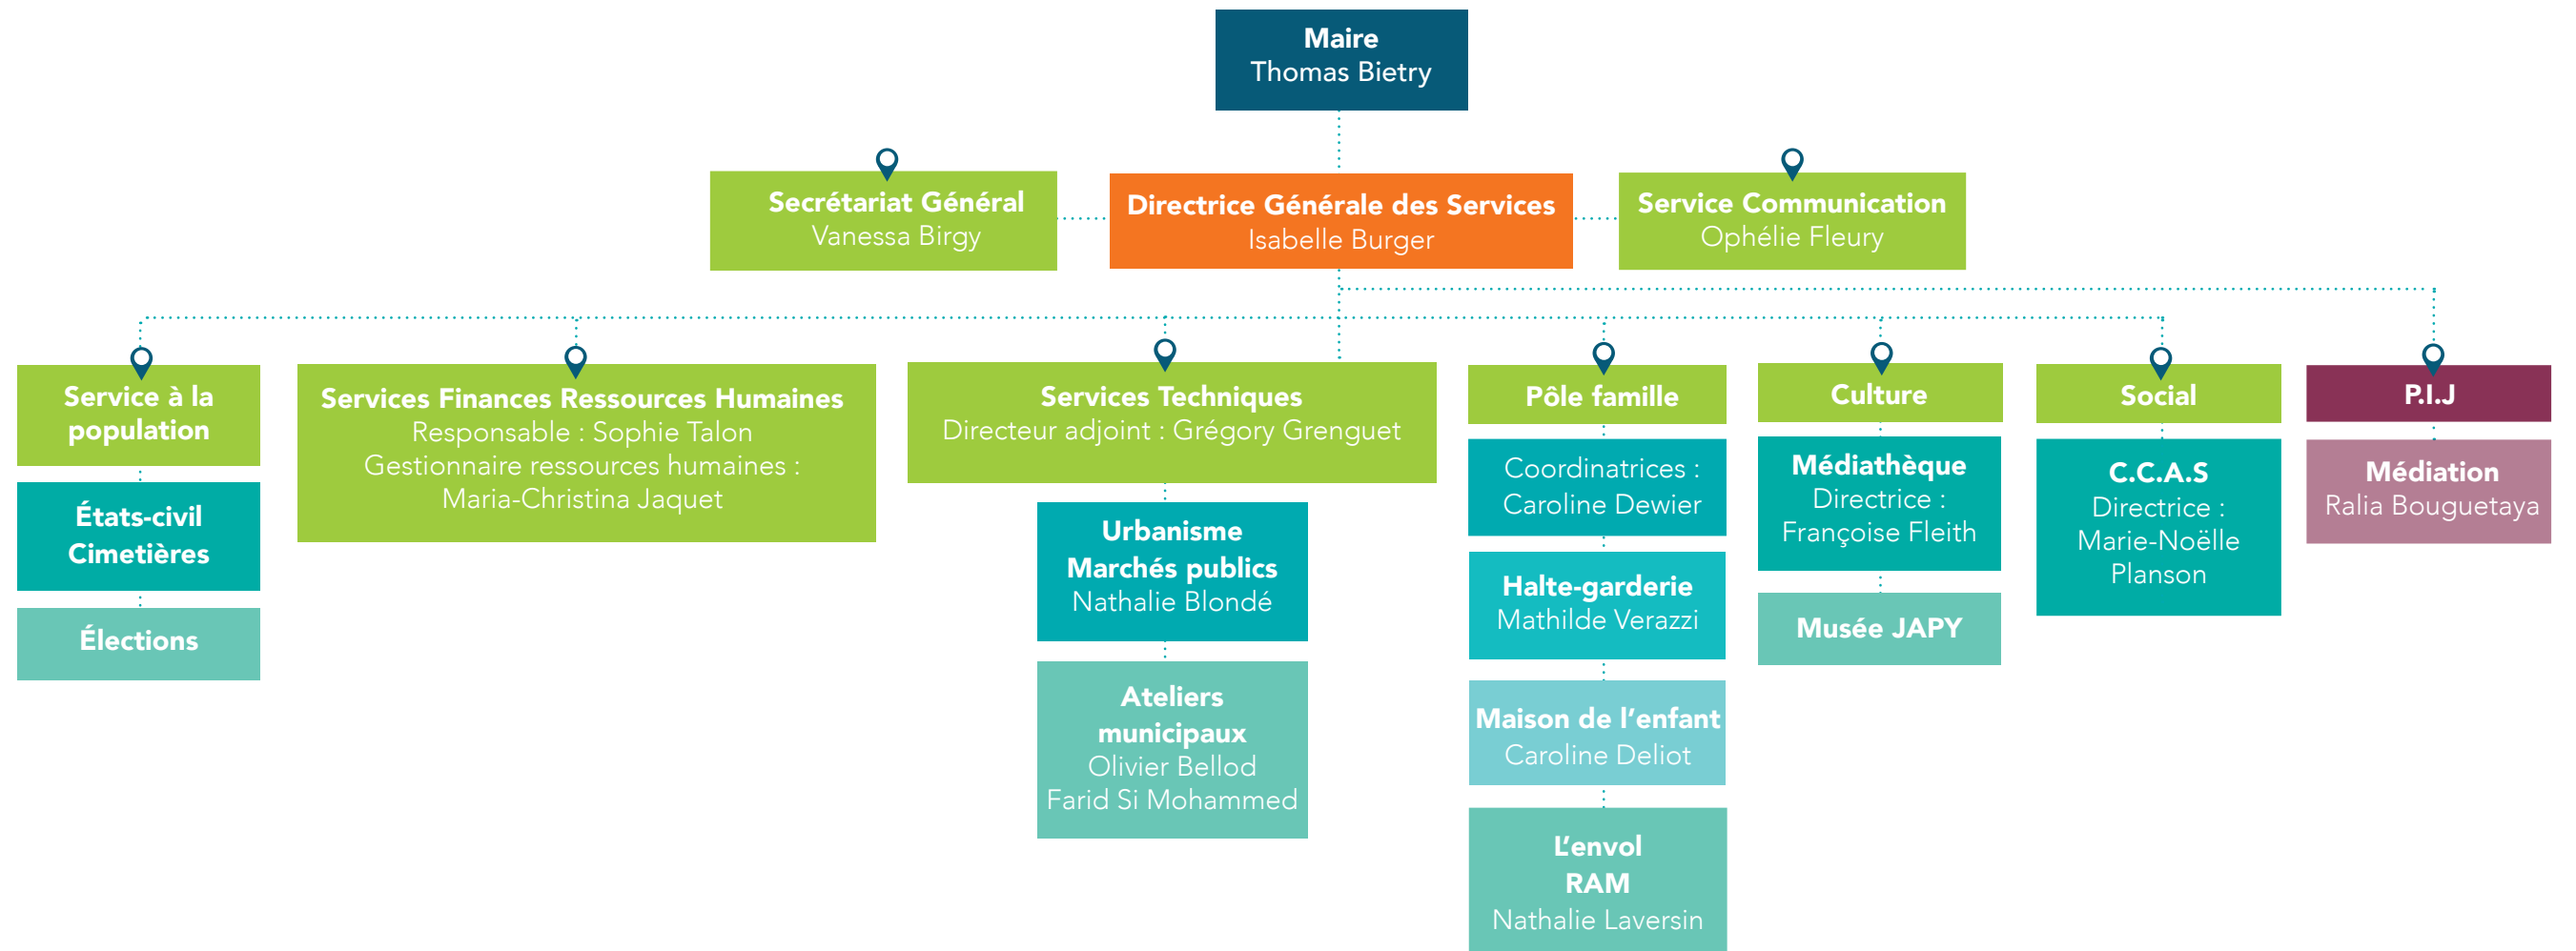 Maire
Thomas Bietry
Secrétariat Général
Vanessa Birgy
Directrice Générale des Services
Isabelle Burger
Service Communication
Ophélie Fleury
Service à la
population
États-civil
Cimetières
Élections
Services Finances Ressources Humaines
Responsable : Sophie Talon
Gestionnaire ressources humaines :
Maria-Christina Jaquet
Services Techniques
Directeur adjoint : Grégory Grenguet
Urbanisme
Marchés publics
Nathalie Blondé
Ateliers
municipaux
Olivier Bellod
Farid Si Mohammed
Pôle famille
Coordinatrices :
Caroline Dewier
Halte-garderie
Mathilde Verazzi
Maison de l’enfant
Caroline Deliot
L’envol
RAM
Nathalie Laversin
Culture
Médiathèque
Directrice :
Françoise Fleith
Musée JAPY
Social
C.C.A.S
Directrice :
Marie-Noëlle
Planson
P.I.J
Médiation
Ralia Bouguetaya